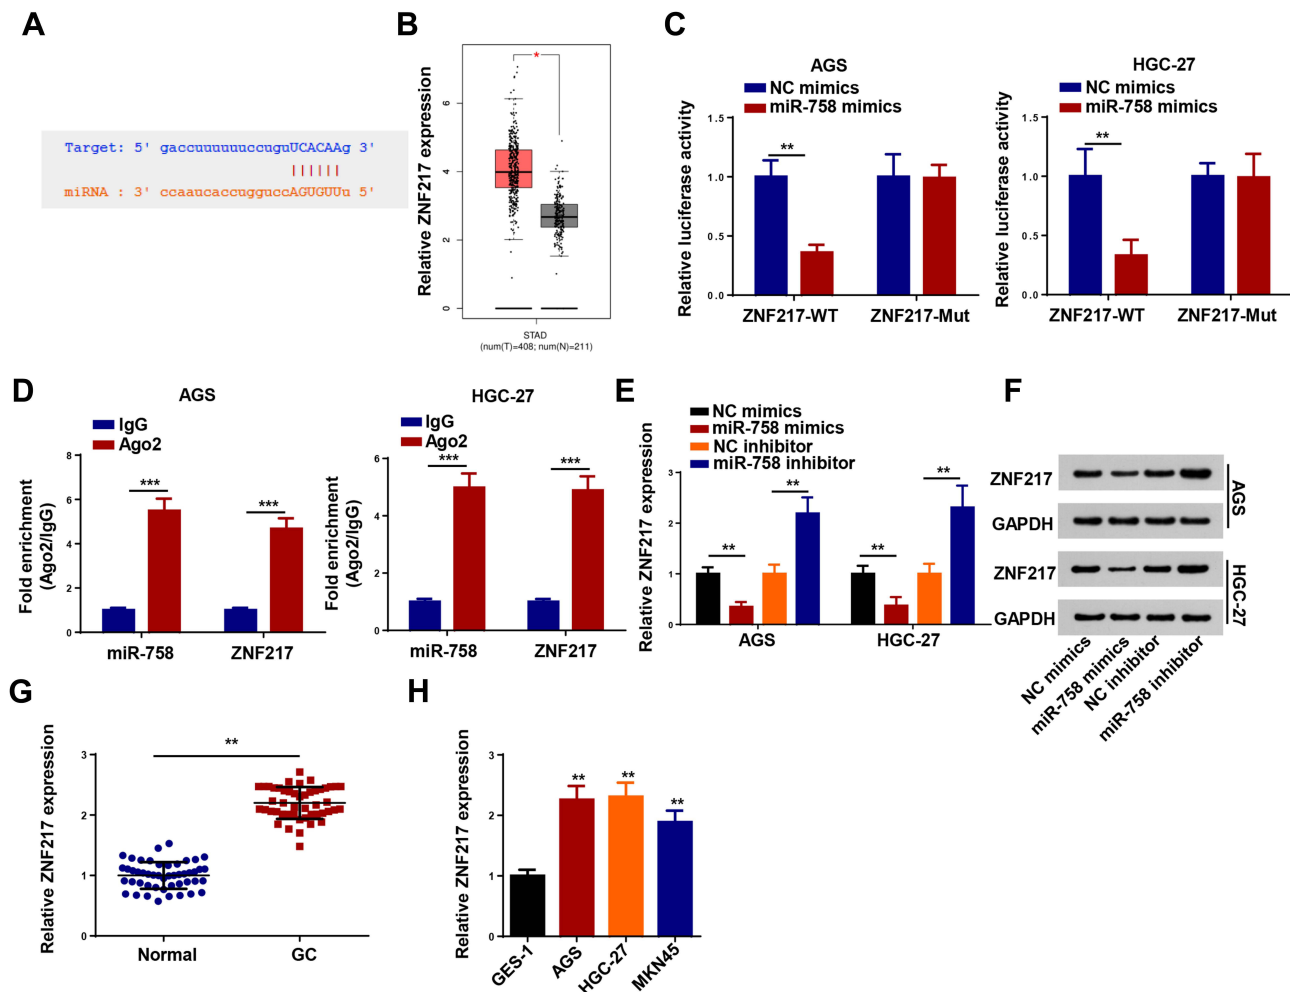 A
Target: 5' gaccuuuuuuccuguUCACAAg 3'
||||||
miRNA : 3' ccaaucaccugguccAGUGUUu 5'
B
Relative ZNF217 expression
6
4
2
0
*
STAD
(num(T)=408; num(N)=211)
C
AGS
NC mimics
miR-758 mimics
Relative luciferase activity
1.5
1.0
0.5
0.0
**
ZNF217-WT
ZNF217-Mut
HGC-27
NC mimics
miR-758 mimics
Relative luciferase activity
1.5
1.0
0.5
0.0
**
ZNF217-WT
ZNF217-Mut
D
AGS
IgG
Ago2
Fold enrichment
(Ago2/IgG)
8
6
4
2
0
***
***
miR-758
ZNF217
HGC-27
IgG
Ago2
Fold enrichment
(Ago2/IgG)
6
4
2
0
***
***
miR-758
ZNF217
E
NC mimics
miR-758 mimics
NC inhibitor
miR-758 inhibitor
Relative ZNF217 expression
3
2
1
0
**
**
**
**
AGS
HGC-27
F
ZNF217
GAPDH
AGS
ZNF217
GAPDH
HGC-27
NC mimics
miR-758 mimics
NC inhibitor
miR-758 inhibitor
G
Relative ZNF217 expression
3
2
1
0
**
Normal
GC
H
Relative ZNF217 expression
3
2
1
0
**
**
**
GES-1
AGS
HGC-27
MKN45